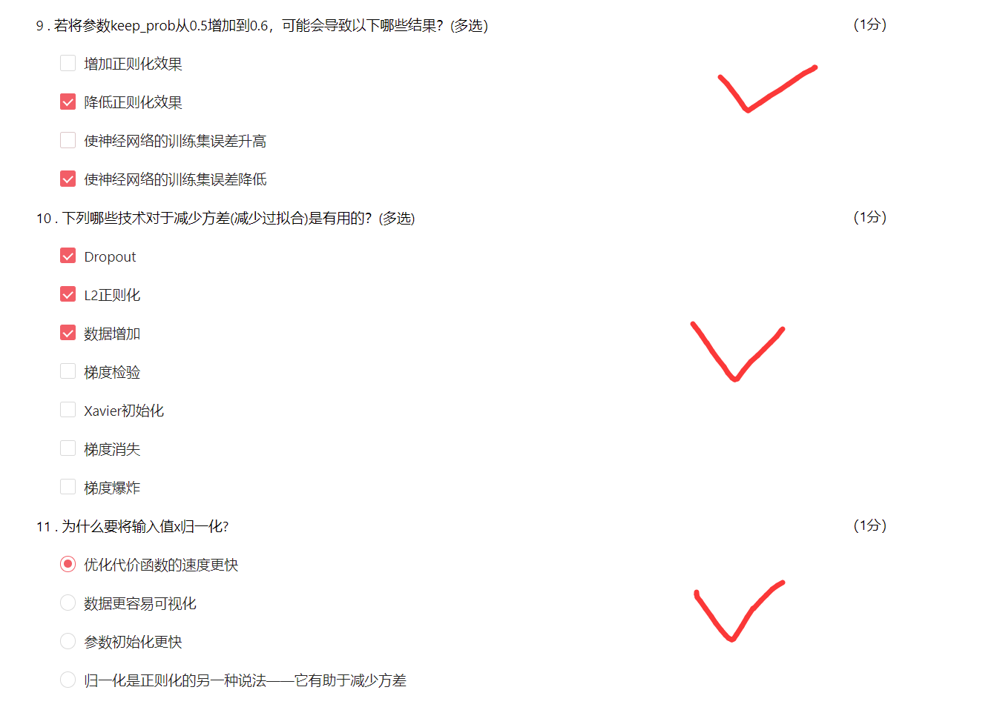 9 . 若将参数keep_prob从0.5增加到0.6，可能会导致以下哪些结果？(多选) （1分）
增加正则化效果
降低正则化效果
使神经网络的训练集误差升高
使神经网络的训练集误差降低
10 . 下列哪些技术对于减少方差(减少过拟合)是有用的？(多选) （1分）
Dropout
L2正则化
数据增加
梯度检验
Xavier初始化
梯度消失
梯度爆炸
11 . 为什么要将输入值x归一化? （1分）
优化代价函数的速度更快
数据更容易可视化
参数初始化更快
归一化是正则化的另一种说法——它有助于减少方差